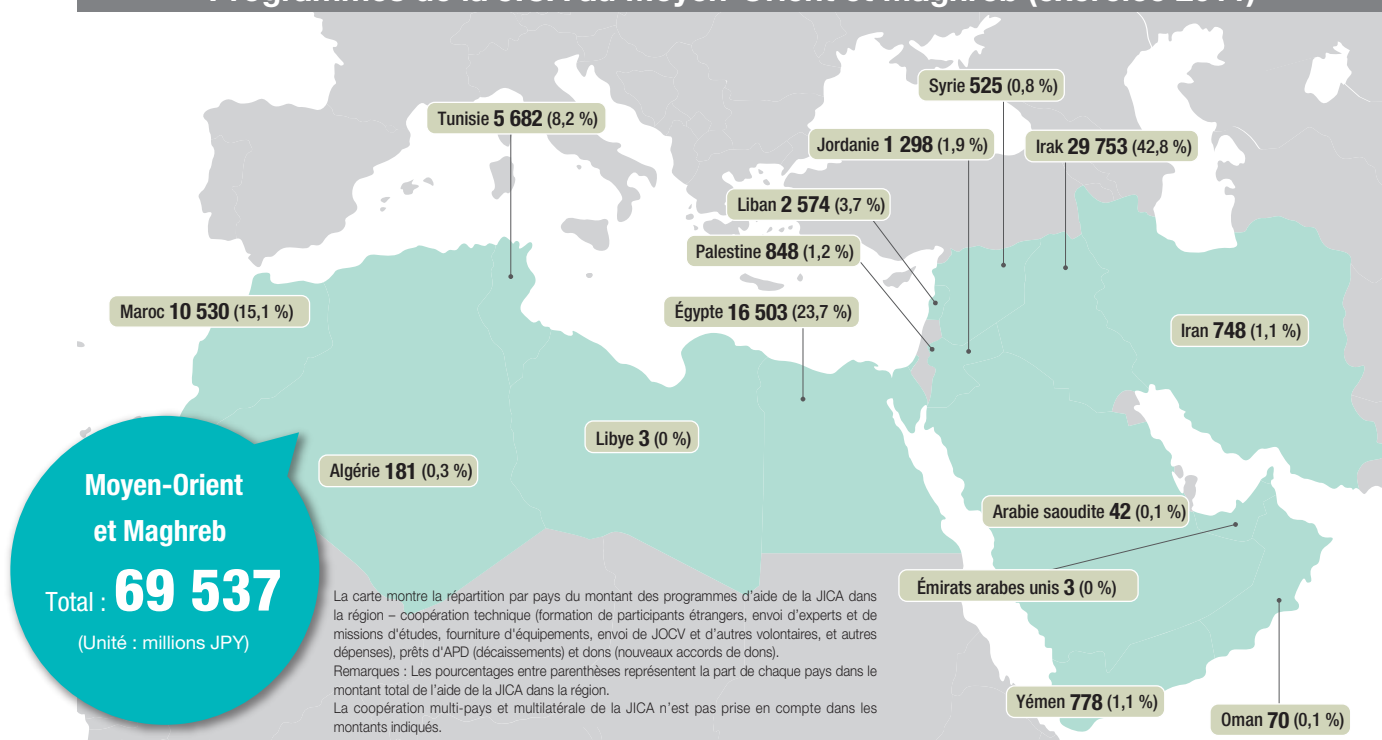 Syrie 525 (0,8 %)
Tunisie 5 682 (8,2 %)
Jordanie 1 298 (1,9 %)
Irak 29 753 (42,8 %)
Liban 2 574 (3,7 %)
Palestine 848 (1,2 %)
Maroc 10 530 (15,1 %)
Égypte 16 503 (23,7 %)
Iran 748 (1,1 %)
Libye 3 (0 %)
Algérie 181 (0,3 %)
Moyen-Orient
et Maghreb
Total : 69 537
(Unité : millions JPY)
Arabie saoudite 42 (0,1 %)
Émirats arabes unis 3 (0 %)
La carte montre la répartition par pays du montant des programmes d'aide de la JICA dans
la région – coopération technique (formation de participants étrangers, envoi d'experts et de
missions d'études, fourniture d'équipements, envoi de JOCV et d'autres volontaires, et autres
dépenses), prêts d'APD (décaissements) et dons (nouveaux accords de dons).
Remarques : Les pourcentages entre parenthèses représentent la part de chaque pays dans le
montant total de l'aide de la JICA dans la région.
La coopération multi-pays et multilatérale de la JICA n'est pas prise en compte dans les
montants indiqués.
Yémen 778 (1,1 %)
Oman 70 (0,1 %)